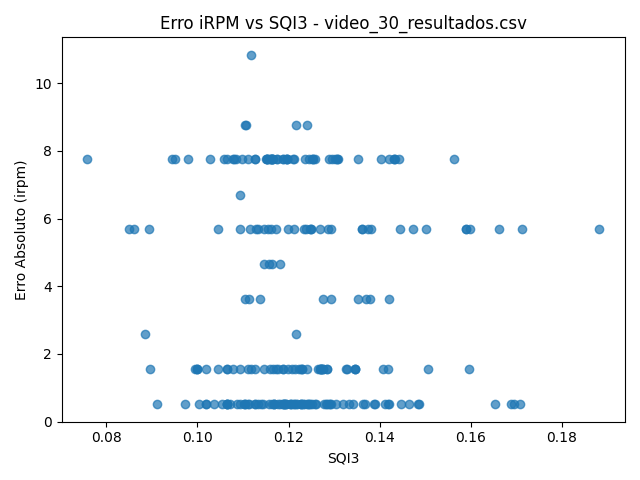 Erro iRPM vs SQI3 - video_30_resultados.csv
Erro Absoluto (irpm)
10
8
6
4
2
0
0.08 0.10 0.12 0.14 0.16 0.18
SQI3